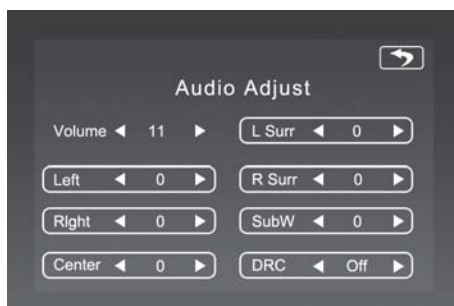 Audio Adjust
Volume ◀ 11 ▶
L Surr ◀ 0 ▶
Left ◀ 0 ▶
R Surr ◀ 0 ▶
RIght ◀ 0 ▶
SubW ◀ 0 ▶
Center ◀ 0 ▶
DRC ◀ Off ▶